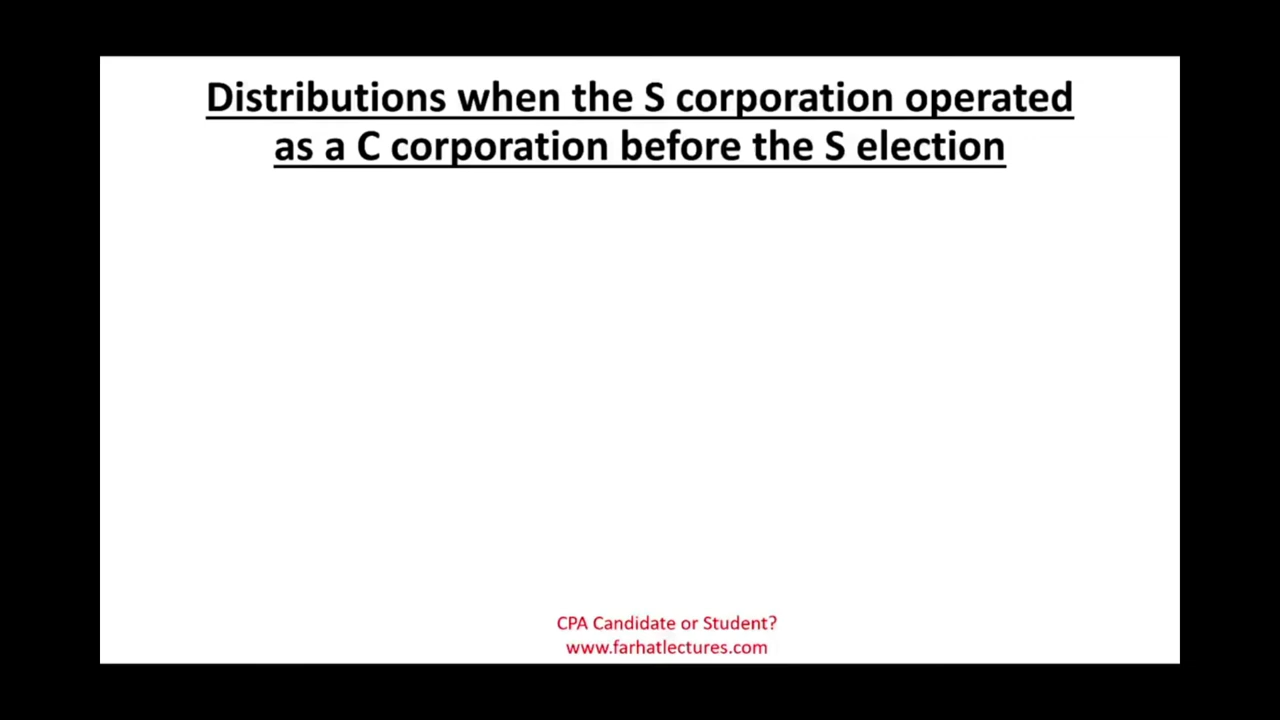 Distributions when the S corporation operated
as a C corporation before the S election
CPA Candidate or Student?
www.farhatlectures.com